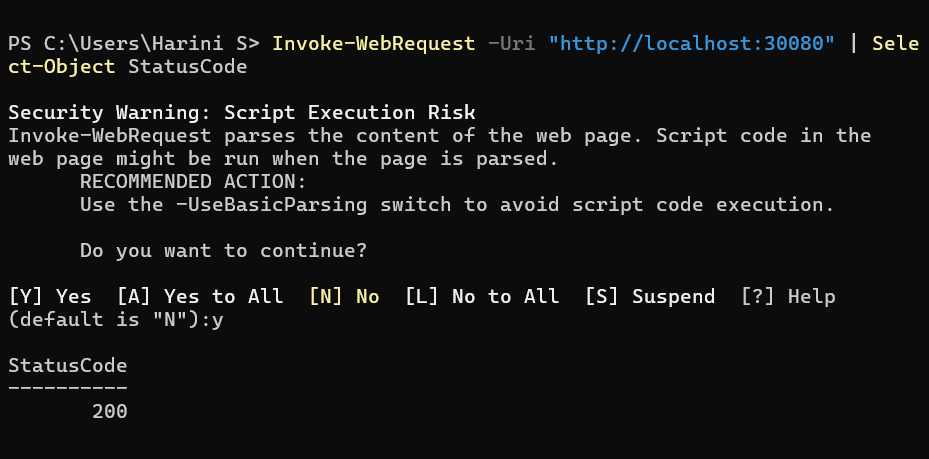 PS C:\Users\Harini S> Invoke-WebRequest -Uri "http://localhost:30080" | Sele
ct-Object StatusCode
Security Warning: Script Execution Risk
Invoke-WebRequest parses the content of the web page. Script code in the
web page might be run when the page is parsed.
RECOMMENDED ACTION:
Use the -UseBasicParsing switch to avoid script code execution.
Do you want to continue?
[Y] Yes  [A] Yes to All  [N] No  [L] No to All  [S] Suspend  [?] Help
(default is "N"):y
StatusCode
----------
200